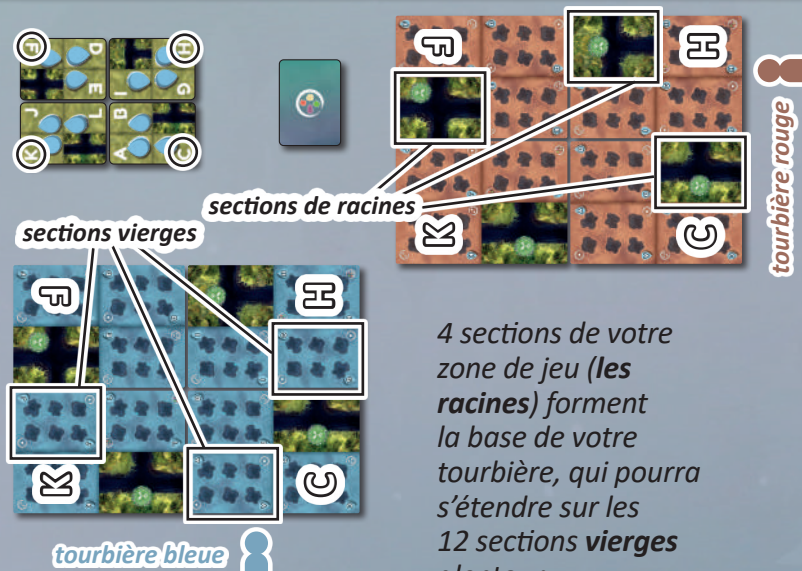 F
D
H
E
I
G
J
L
B
K
A
C
F
H
K
C
tourbière rouge
sections de racines
sections vierges
F
H
K
C
tourbière bleue
4 sections de votre
zone de jeu (les
racines) forment
la base de votre
tourbière, qui pourra
s'étendre sur les
12 sections vierges